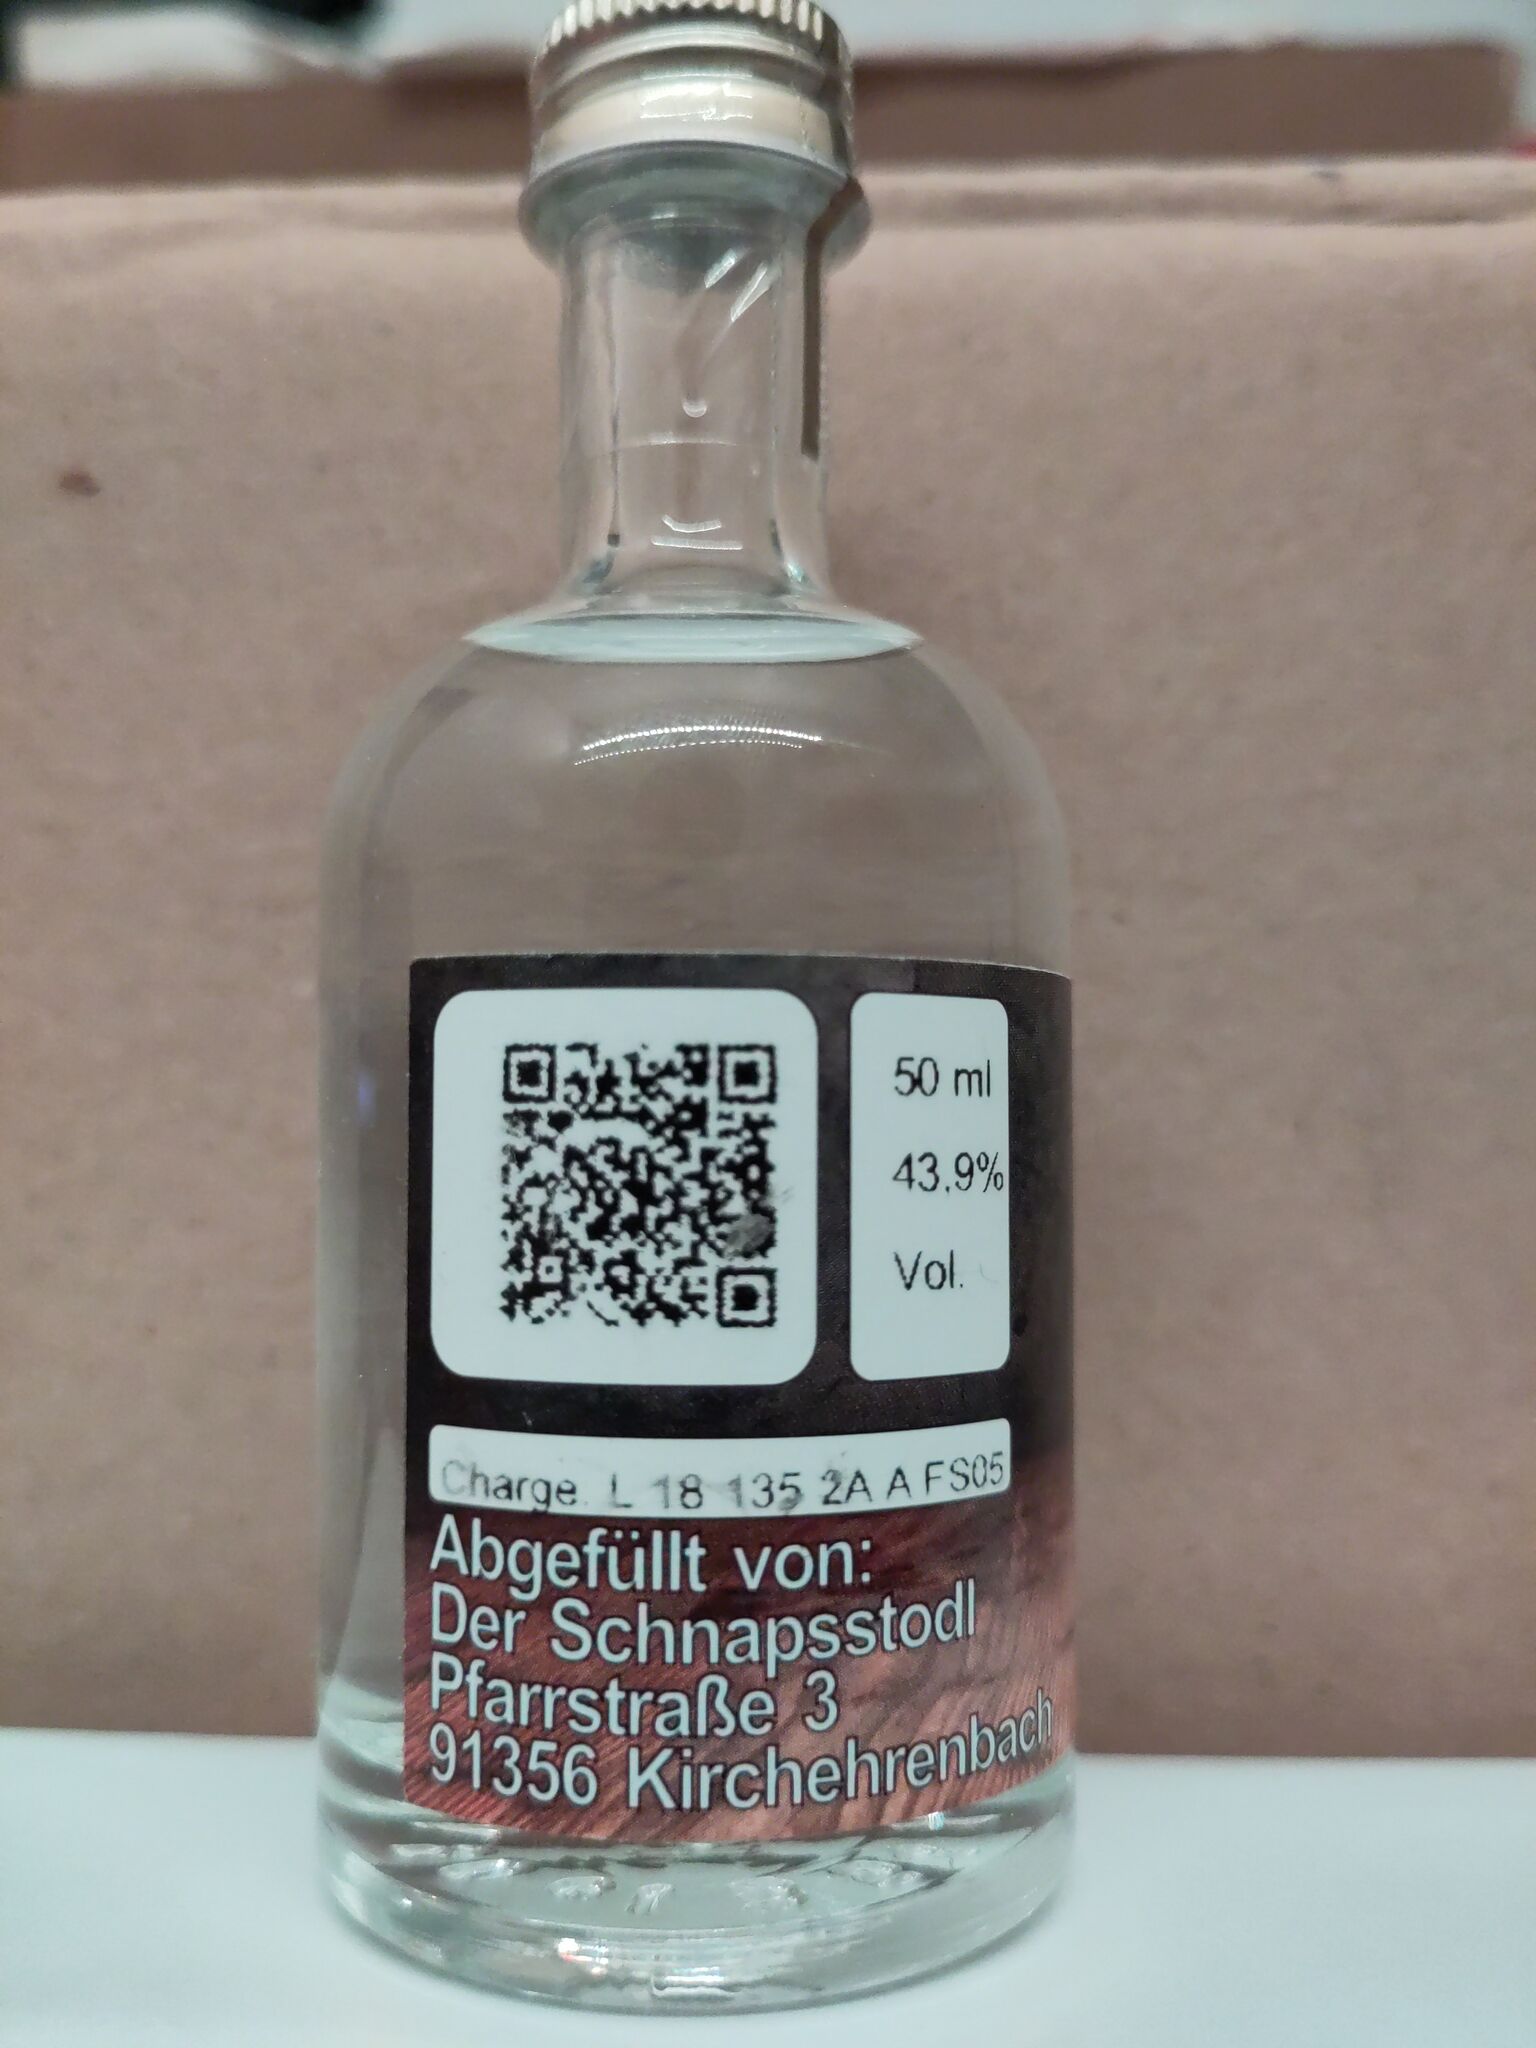 50 ml
43,9%
Vol.
Charge. L 18 135 2A A FS05
Abgefüllt von:
Der Schnapsstodl
Pfarrstraße 3
91356 Kirchehrenbach